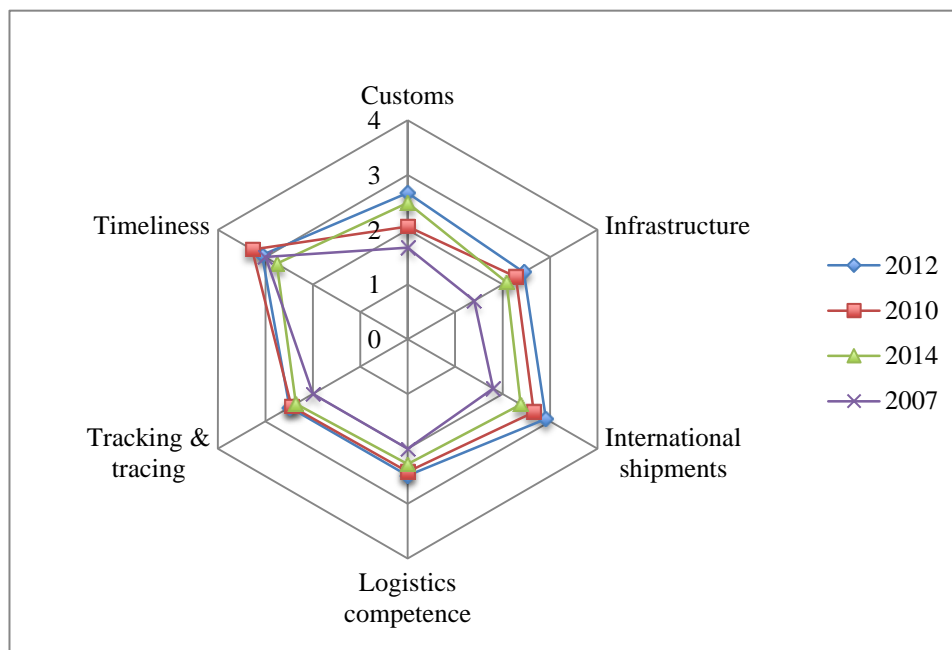 Customs
4
3
2
1
0
Timeliness
Infrastructure
Tracking &
tracing
International
shipments
Logistics
competence
2012
2010
2014
2007